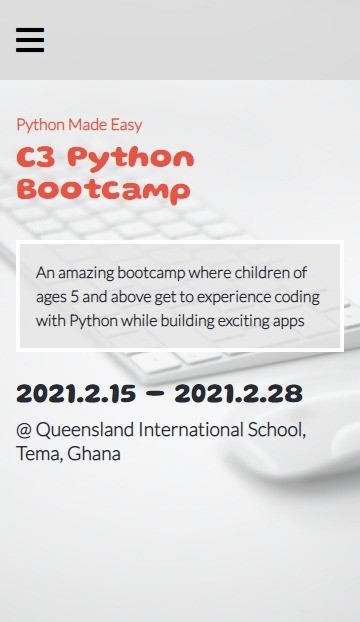 Python Made Easy
C3 Python
BootCamp
An amazing bootcamp where children of
ages 5 and above get to experience coding
with Python while building exciting apps
2021.2.15 – 2021.2.28
@ Queensland International School,
Tema, Ghana